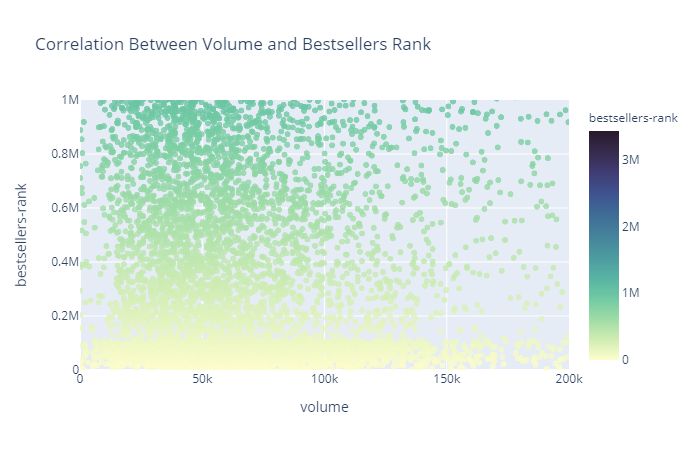 Correlation Between Volume and Bestsellers Rank
bestsellers-rank
1M
0.8M
0.6M
0.4M
0.2M
0
0
50k
100k
150k
200k
volume
bestsellers-rank
3M
2M
1M
0